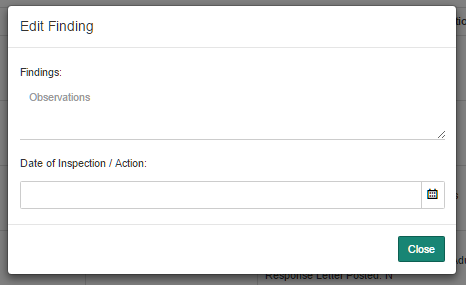 Edit Finding
Findings:
Observations
Date of Inspection / Action:
Close
Response Letter Posted: N